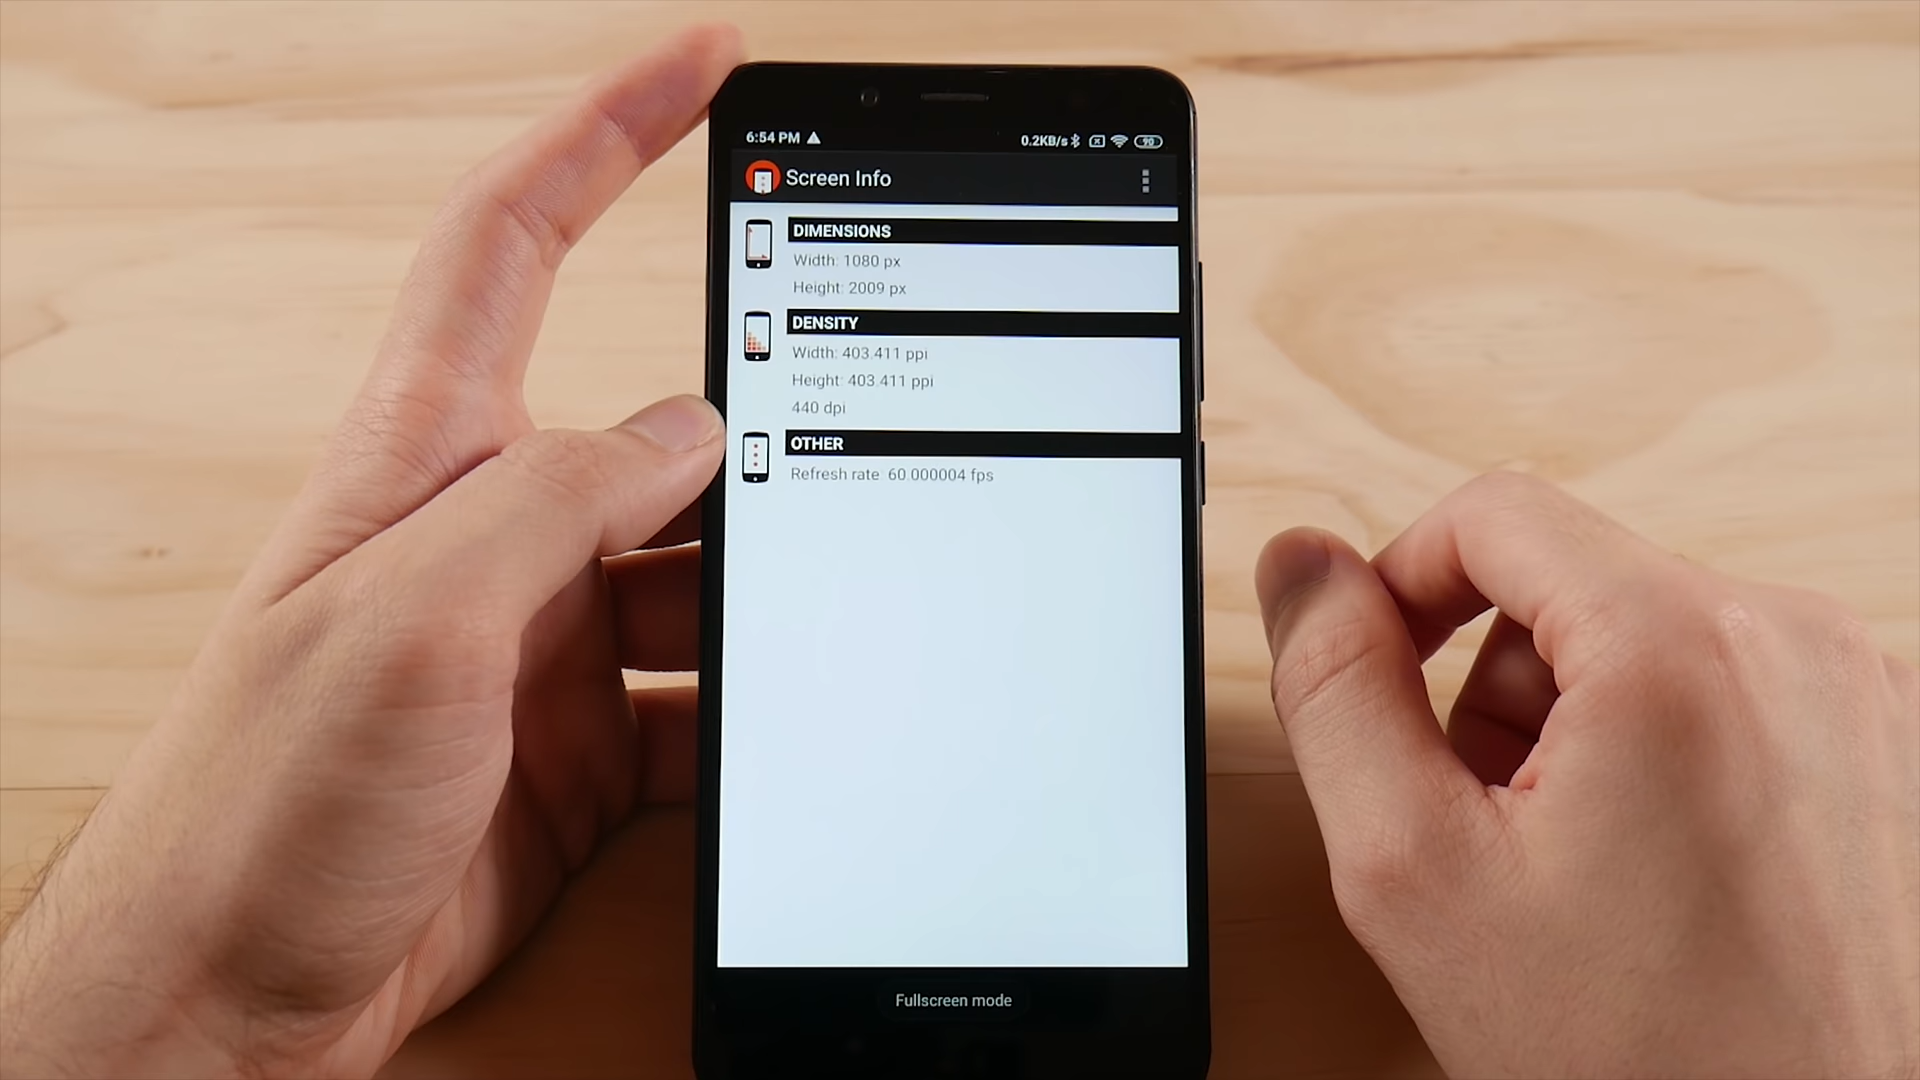 6:54 PM
0.2KB/s 90
Screen Info
DIMENSIONS
Width: 1080 px
Height: 2009 px
DENSITY
Width: 403.411 ppi
Height: 403.411 ppi
440 dpi
OTHER
Refresh rate: 60.000004 fps
Fullscreen mode